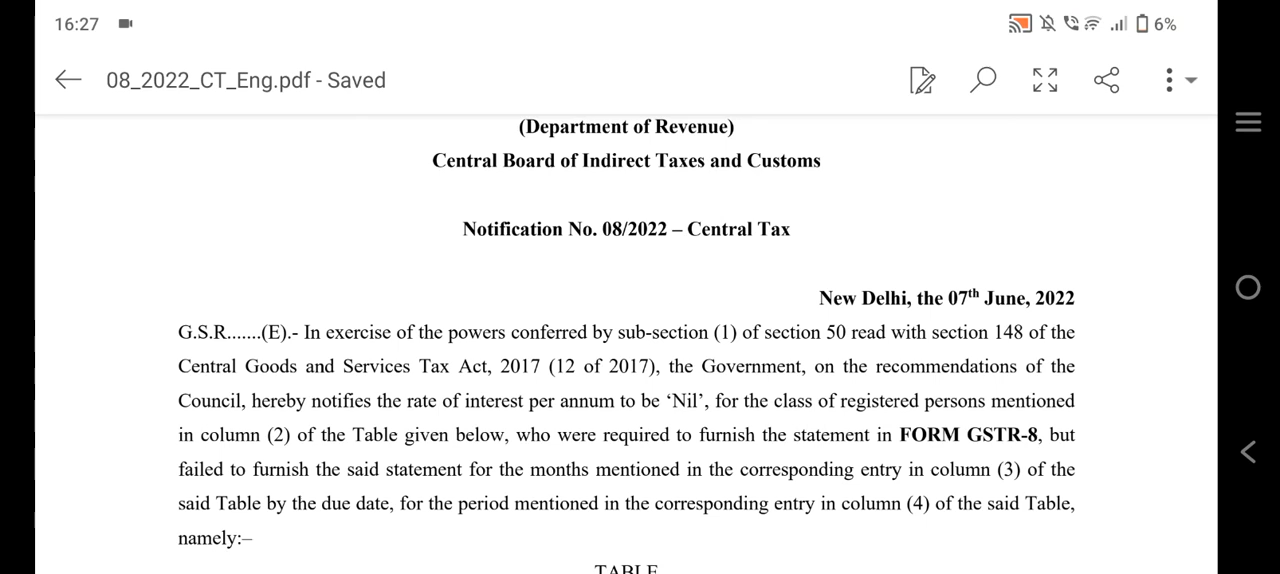 16:27
6%
08_2022_CT_Eng.pdf - Saved
(Department of Revenue)
Central Board of Indirect Taxes and Customs
Notification No. 08/2022 – Central Tax
New Delhi, the 07th June, 2022
G.S.R.......(E).- In exercise of the powers conferred by sub-section (1) of section 50 read with section 148 of the
Central Goods and Services Tax Act, 2017 (12 of 2017), the Government, on the recommendations of the
Council, hereby notifies the rate of interest per annum to be ‘Nil’, for the class of registered persons mentioned
in column (2) of the Table given below, who were required to furnish the statement in FORM GSTR-8, but
failed to furnish the said statement for the months mentioned in the corresponding entry in column (3) of the
said Table by the due date, for the period mentioned in the corresponding entry in column (4) of the said Table,
namely:–
TABLE